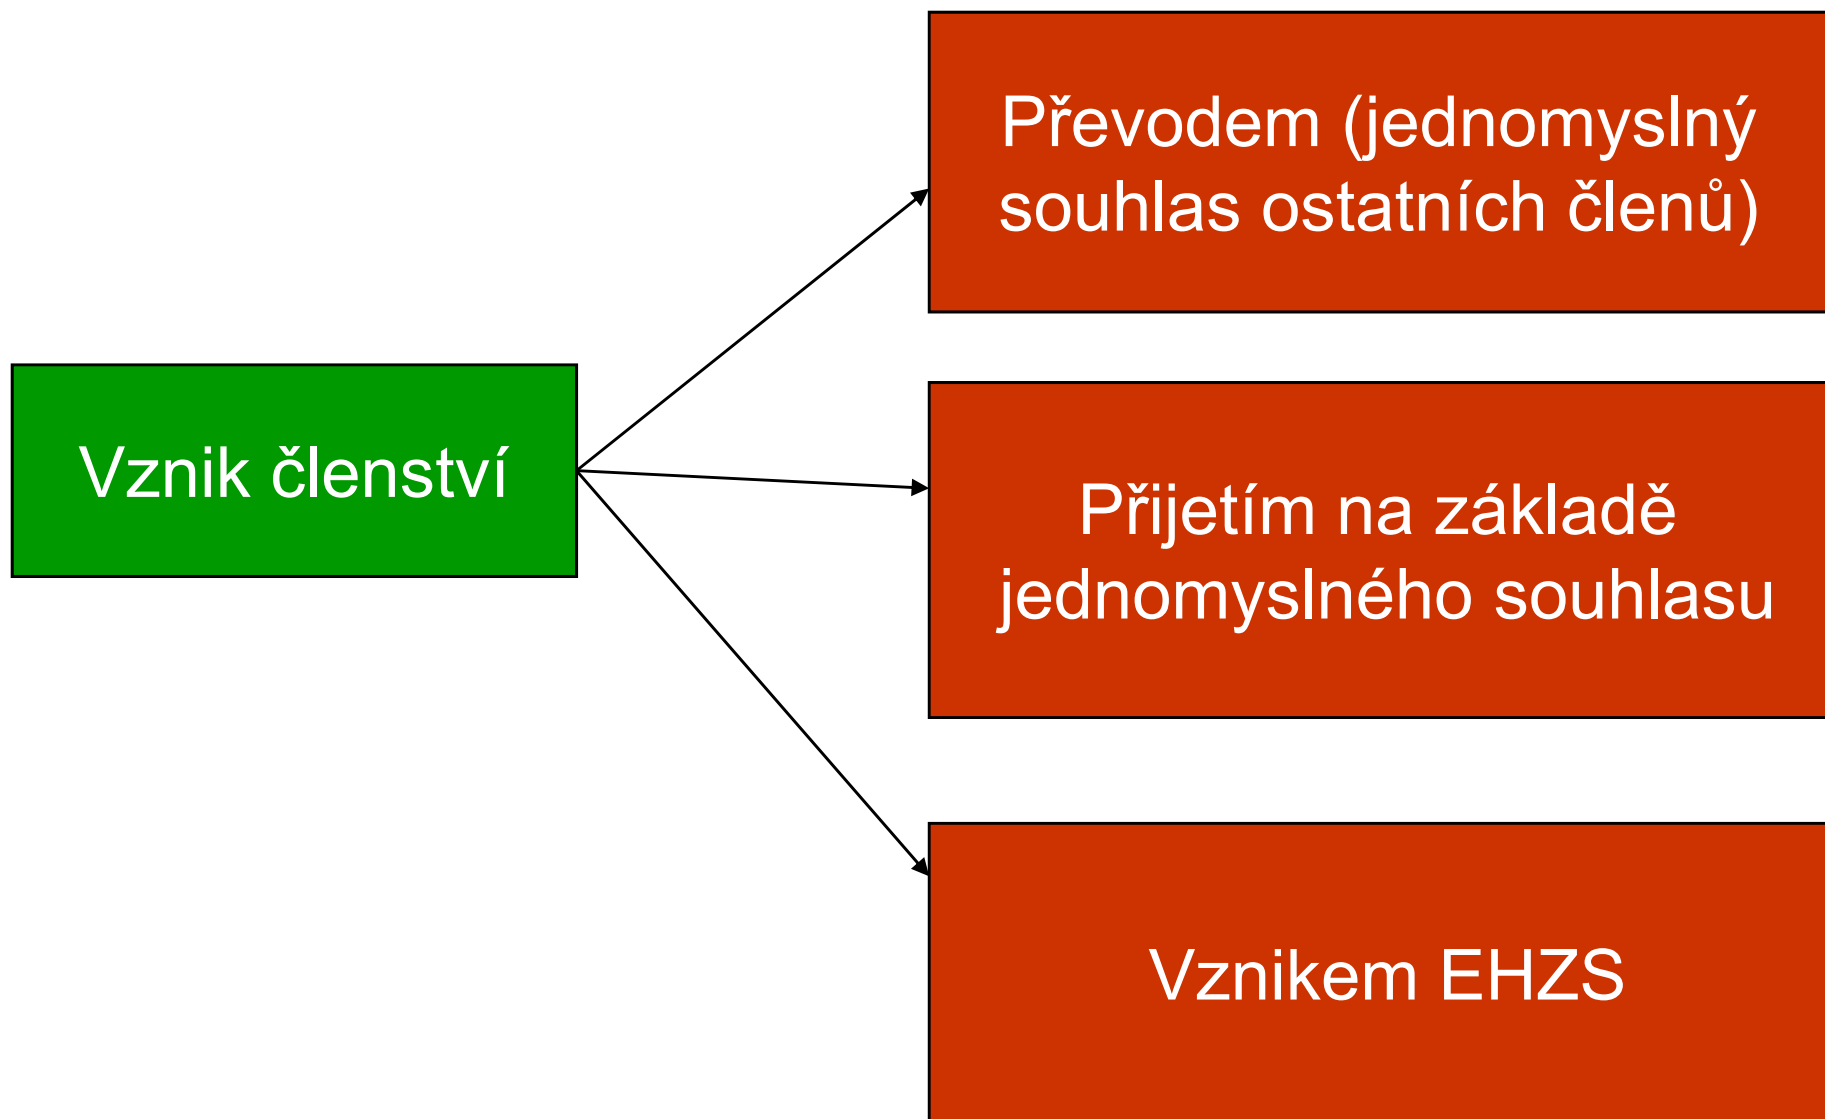 Vznik členství
Převodem (jednomyslný
souhlas ostatních členů)
Přijetím na základě
jednomyslného souhlasu
Vznikem EHZS